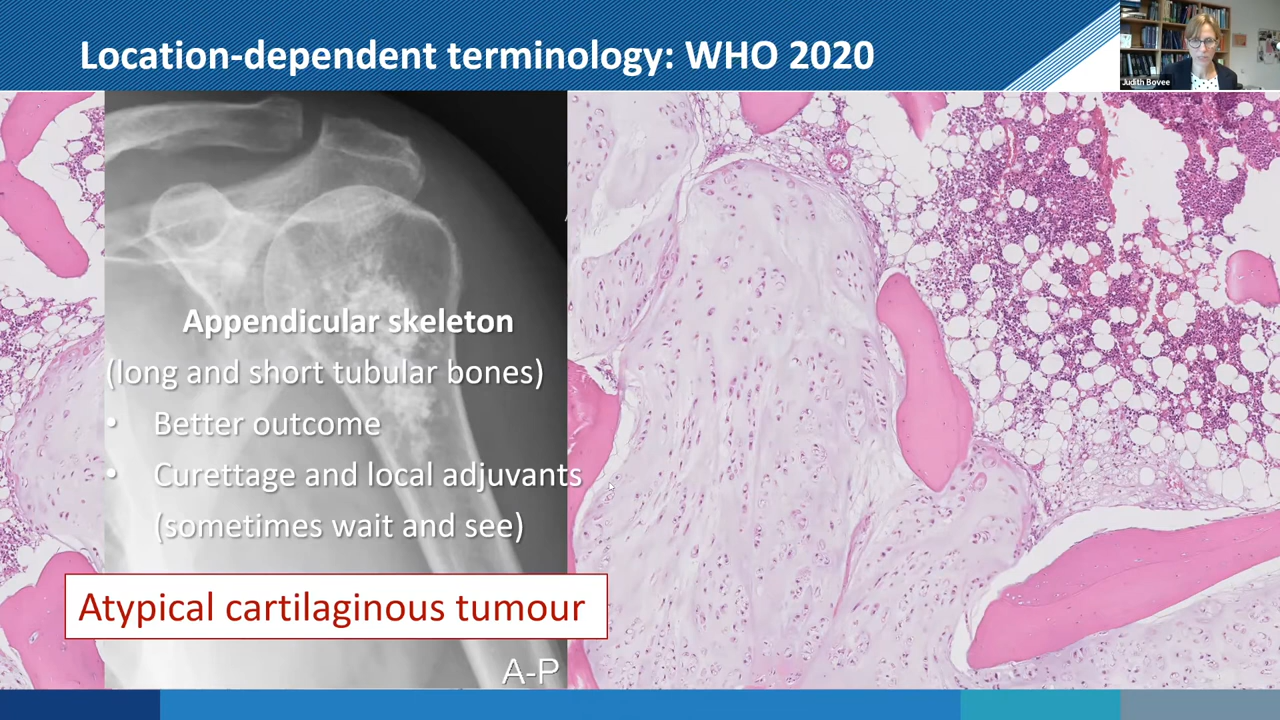 Location-dependent terminology: WHO 2020
Judith Bovee
Appendicular skeleton
(long and short tubular bones)
• Better outcome
• Curettage and local adjuvants
(sometimes wait and see)
Atypical cartilaginous tumour
A-P